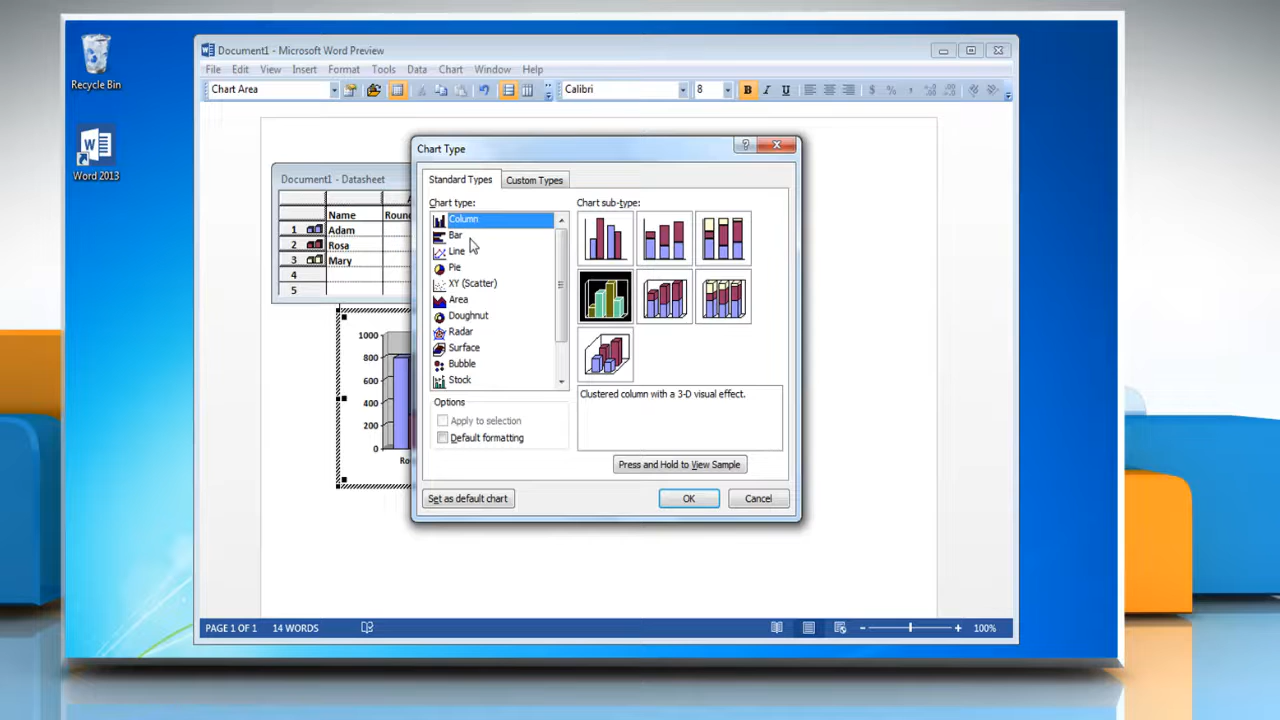 Recycle Bin
Word 2013
Document1 - Microsoft Word Preview
File Edit View Insert Format Tools Data Chart Window Help
Chart Area
Calibri 8 B I U
Document1 - Datasheet
A
Name Roun
1 Adam
2 Rosa
3 Mary
4
5
1000
800
600
400
200
0
Ro
Chart Type
Standard Types Custom Types
Chart type:
Column
Bar
Line
Pie
XY (Scatter)
Area
Doughnut
Radar
Surface
Bubble
Stock
Chart sub-type:
Clustered column with a 3-D visual effect.
Options
Apply to selection
Default formatting
Press and Hold to View Sample
Set as default chart OK Cancel
PAGE 1 OF 1 14 WORDS 100%